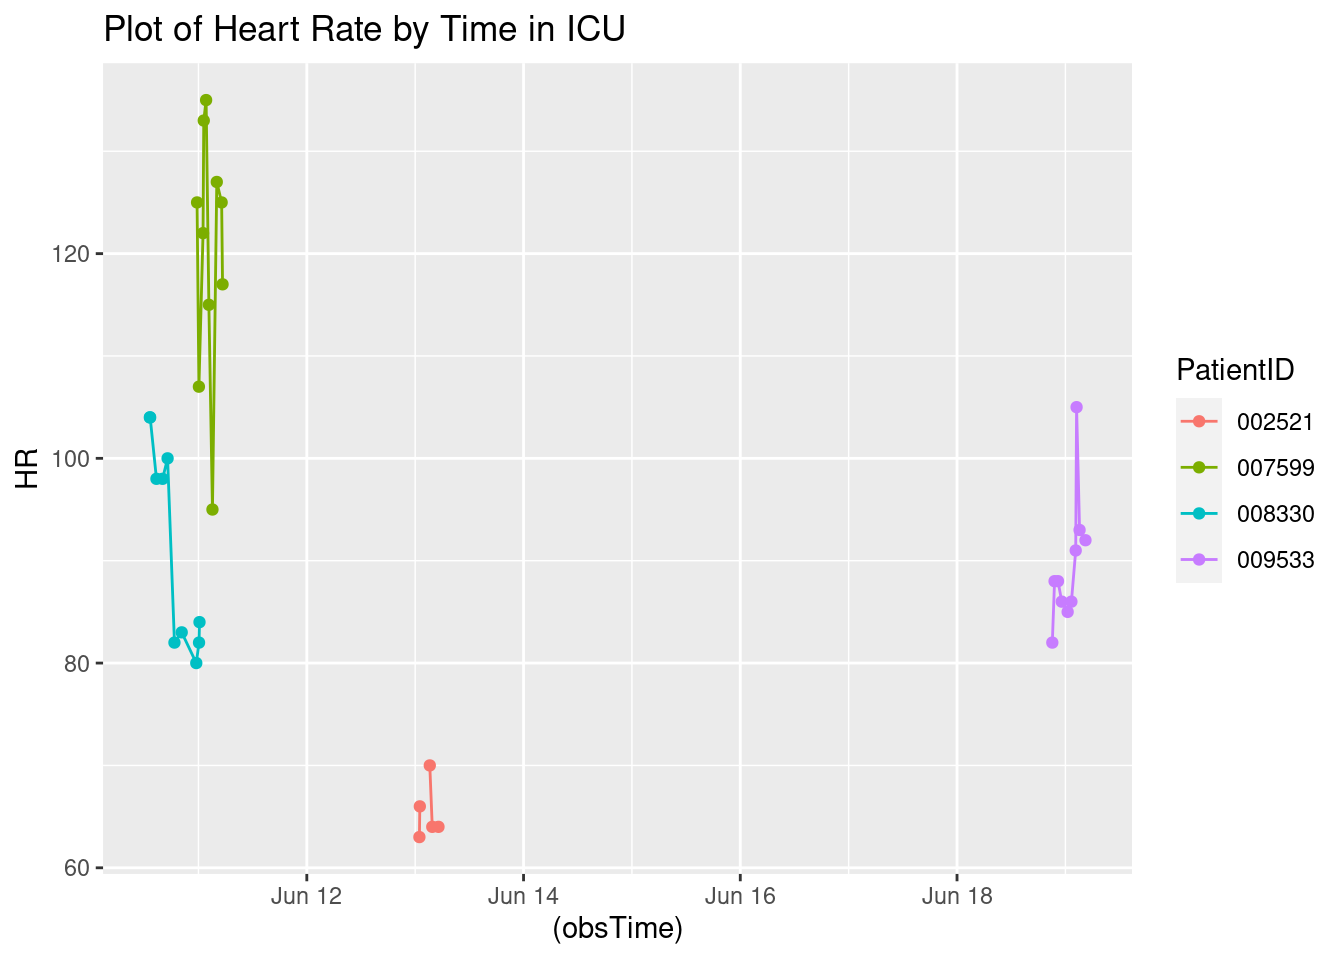 Plot of Heart Rate by Time in ICU
HR
120
100
80
60
Jun 12 Jun 14 Jun 16 Jun 18
(obsTime)
PatientID
002521
007599
008330
009533